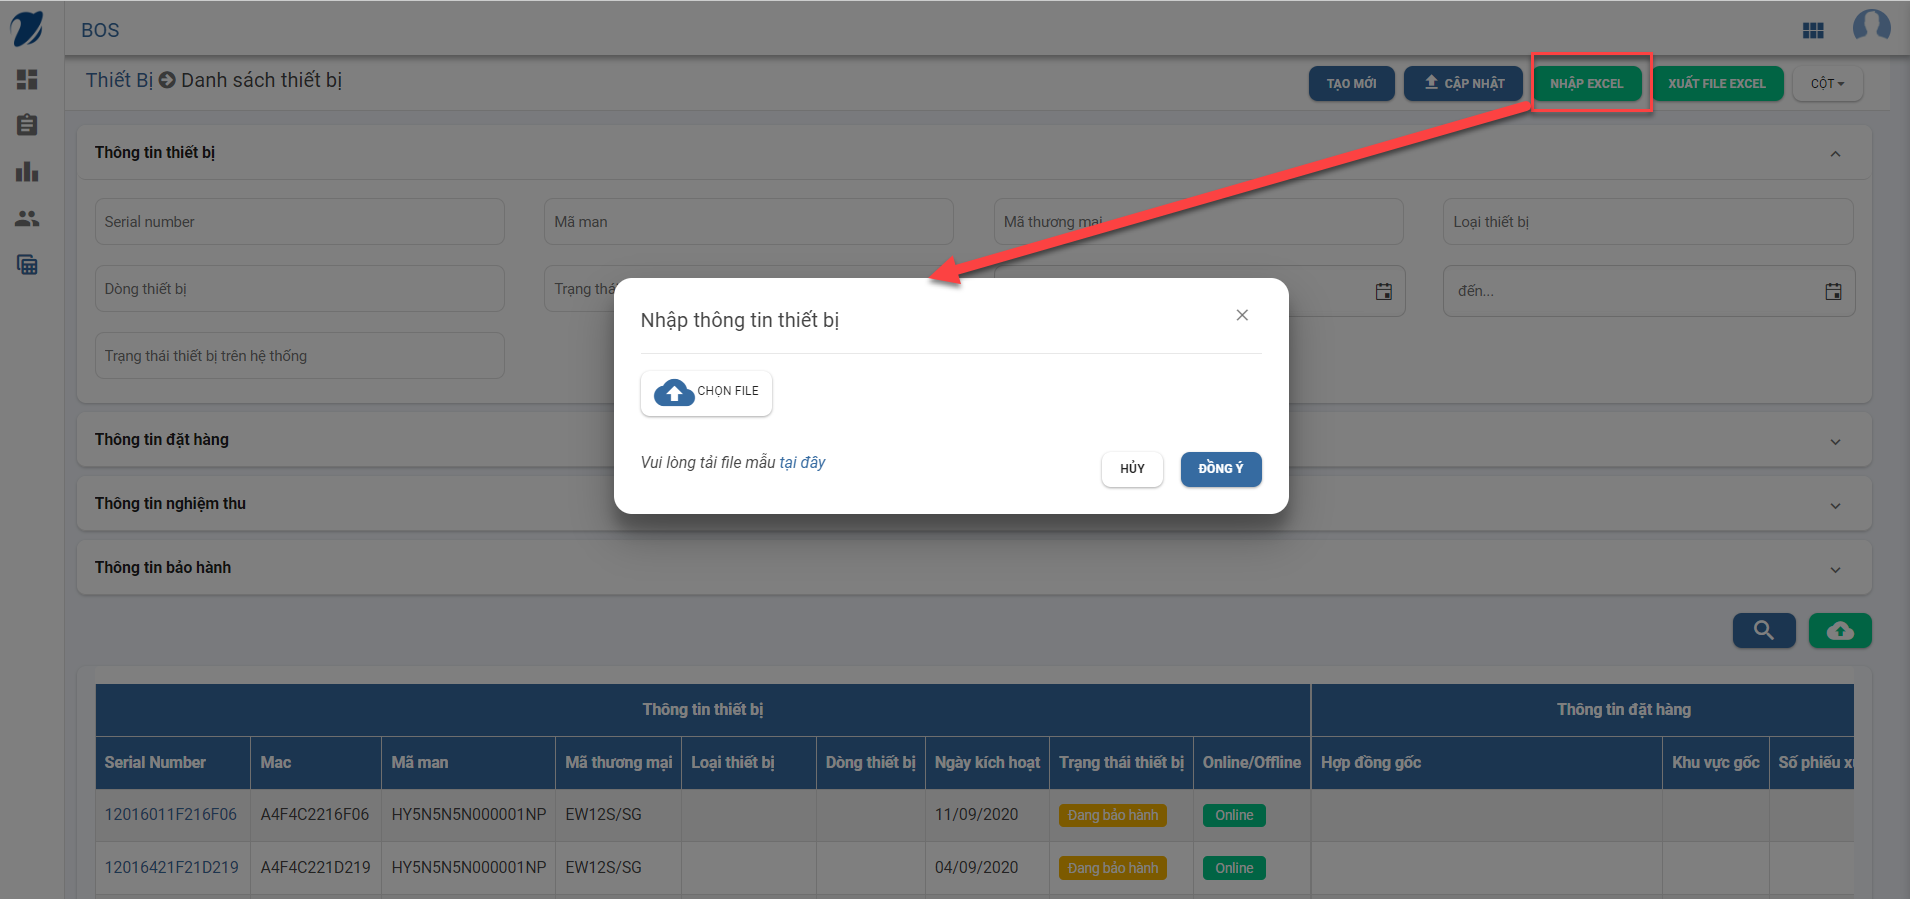 BOS
Thiết Bị Danh sách thiết bị
TẠO MỚI
CẬP NHẬT
NHẬP EXCEL
XUẤT FILE EXCEL
CỘT
Thông tin thiết bị
Serial number
Mã man
Mã thương mại
Loại thiết bị
Dòng thiết bị
Trạng thá
đến...
Trạng thái thiết bị trên hệ thống
Nhập thông tin thiết bị
CHỌN FILE
Vui lòng tải file mẫu tại đây
HỦY
ĐỒNG Ý
Thông tin đặt hàng
Thông tin nghiệm thu
Thông tin bảo hành
Thông tin thiết bị Thông tin đặt hàng
Serial Number Mac Mã man Mã thương mại Loại thiết bị Dòng thiết bị Ngày kích hoạt Trạng thái thiết bị Online/Offline Hợp đồng gốc Khu vực gốc Số phiếu
12016011F216F06 A4F4C2216F06 HY5N5N5N000001NP EW12S/SG 11/09/2020 Đang bảo hành Online
12016421F21D219 A4F4C221D219 HY5N5N5N000001NP EW12S/SG 04/09/2020 Đang bảo hành Online